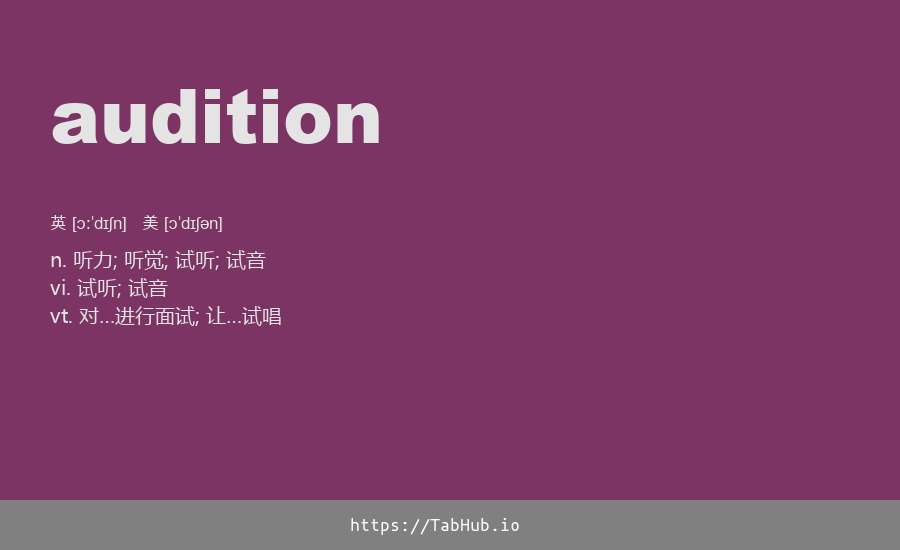 audition
英 [ɔːˈdɪʃn] 美 [ɔˈdɪʃən]
n. 听力; 听觉; 试听; 试音
vi. 试听; 试音
vt. 对...进行面试; 让...试唱
https://TabHub.io